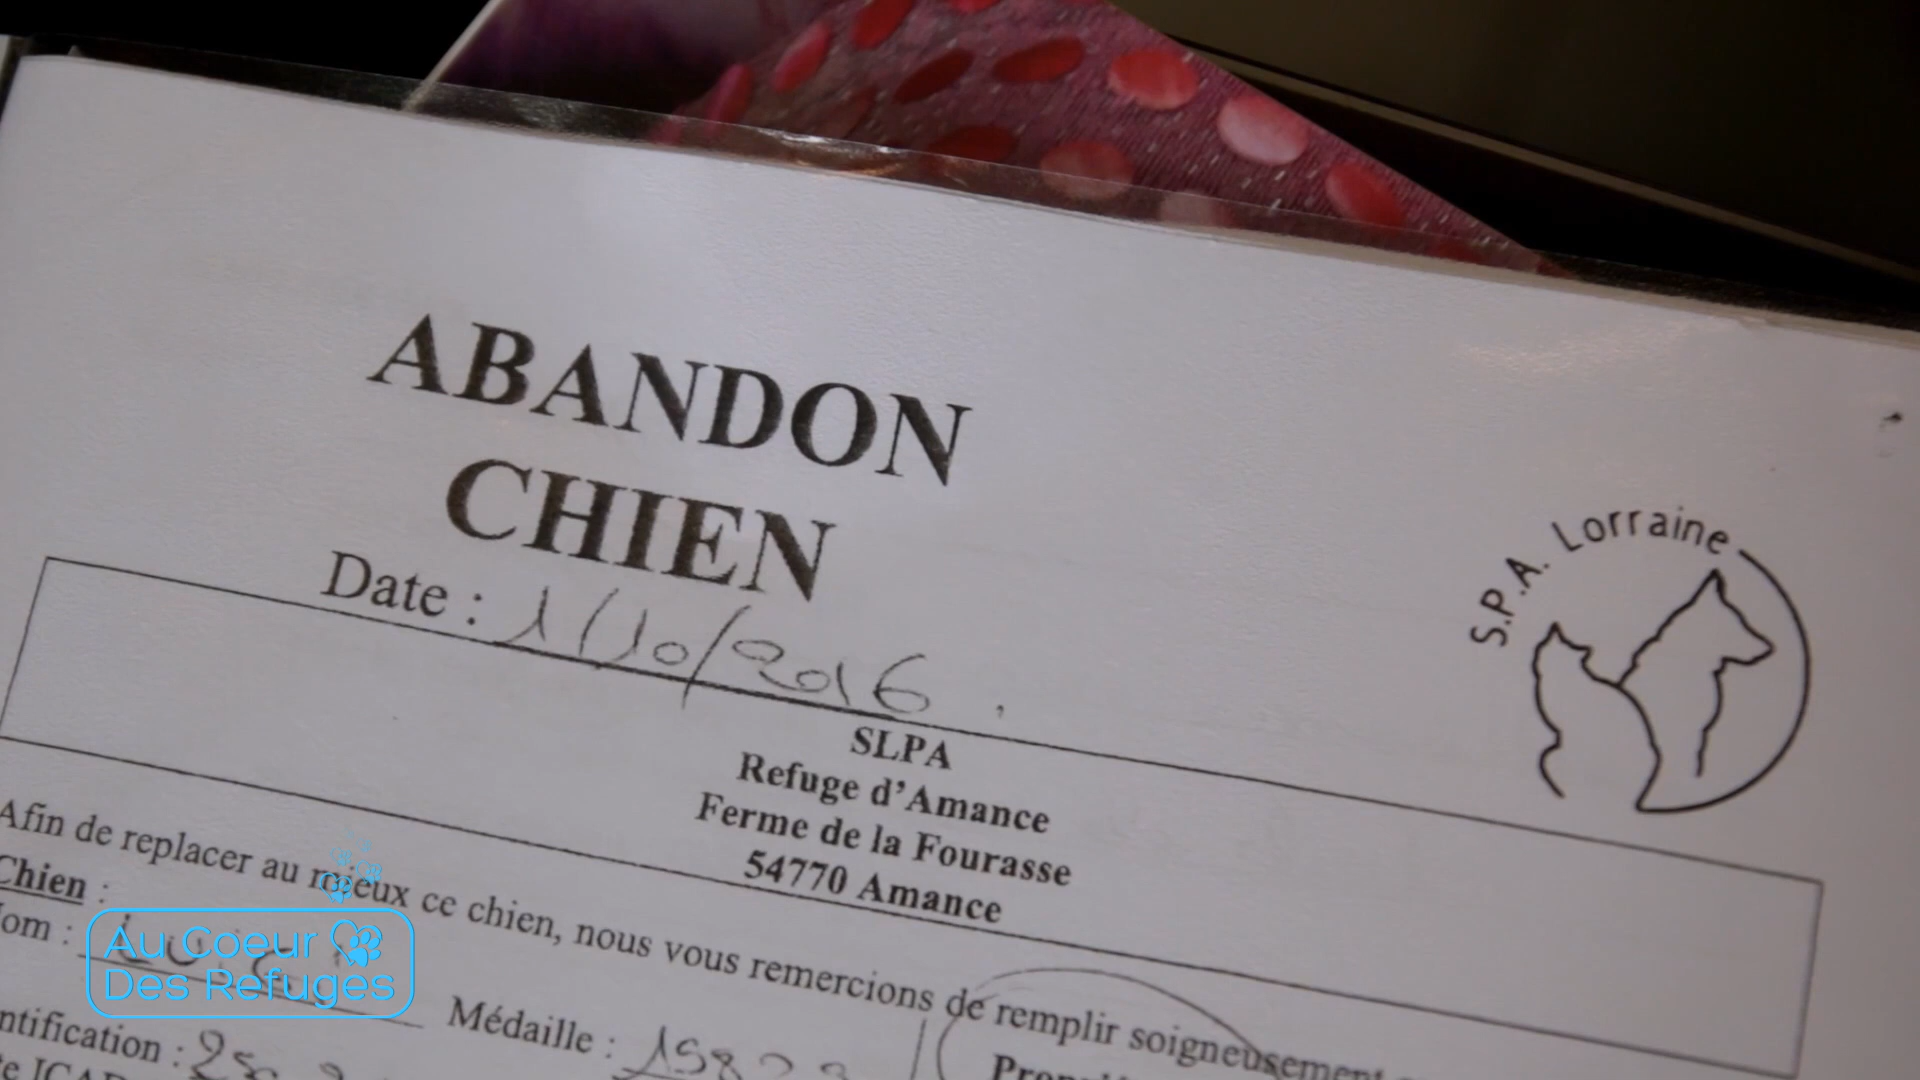 ABANDON
CHIEN
S.P.A. Lorraine
Date : 1/10/2016
SLPA
Refuge d'Amance
Ferme de la Fourasse
54770 Amance
Afin de replacer au mieux ce chien, nous vous remercions de remplir soigneusement
Chien :
Médaille :
Au Coeur
Des Refuges